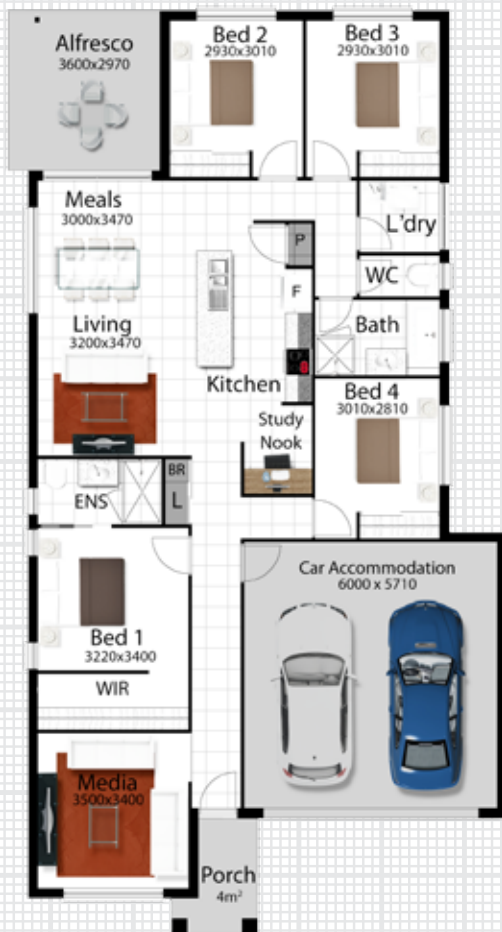 Alfresco
3600x2970
Bed 2
2930x3010
Bed 3
2930x3010
Meals
3000x3470
P
L'dry
F
WC
Living
3200x3470
Bath
Kitchen
Study
Nook
Bed 4
3010x2810
BR
L
ENS
Car Accommodation
6000 x 5710
Bed 1
3220x3400
WIR
Media
3500x3400
Porch
4m²